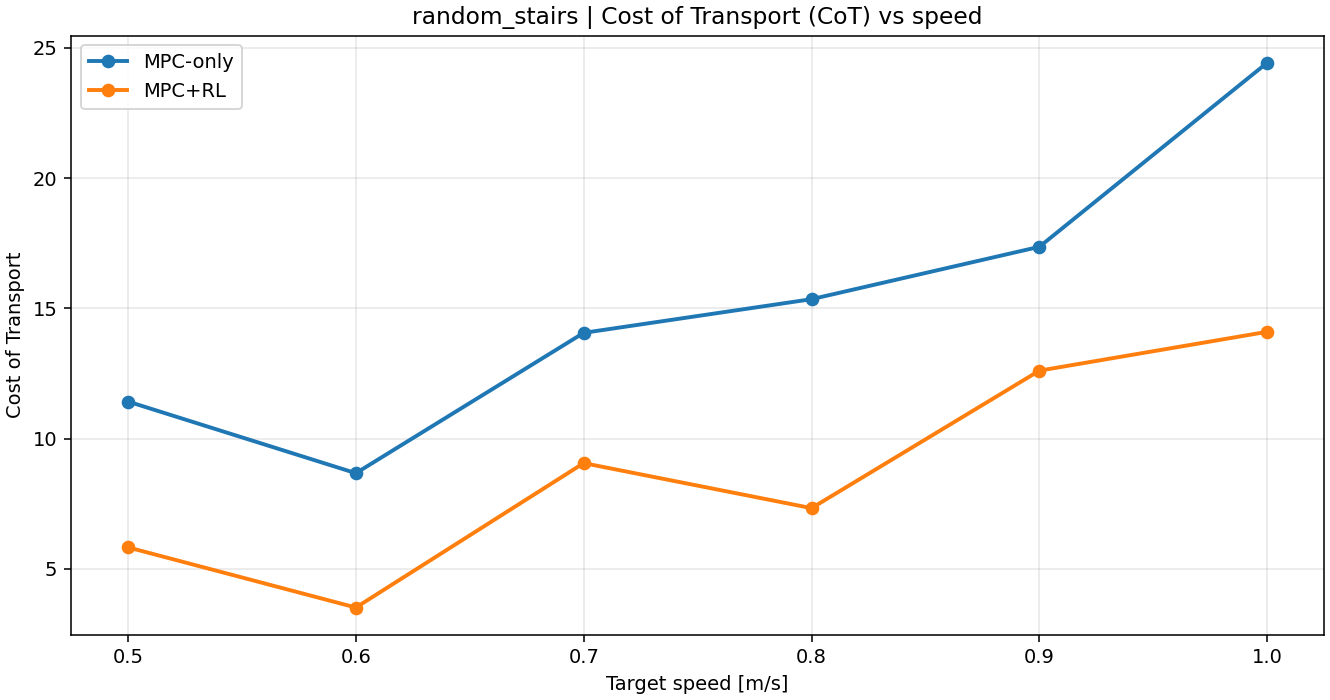 random_stairs | Cost of Transport (CoT) vs speed
MPC-only
MPC+RL
Cost of Transport
25
20
15
10
5
0.5 0.6 0.7 0.8 0.9 1.0
Target speed [m/s]